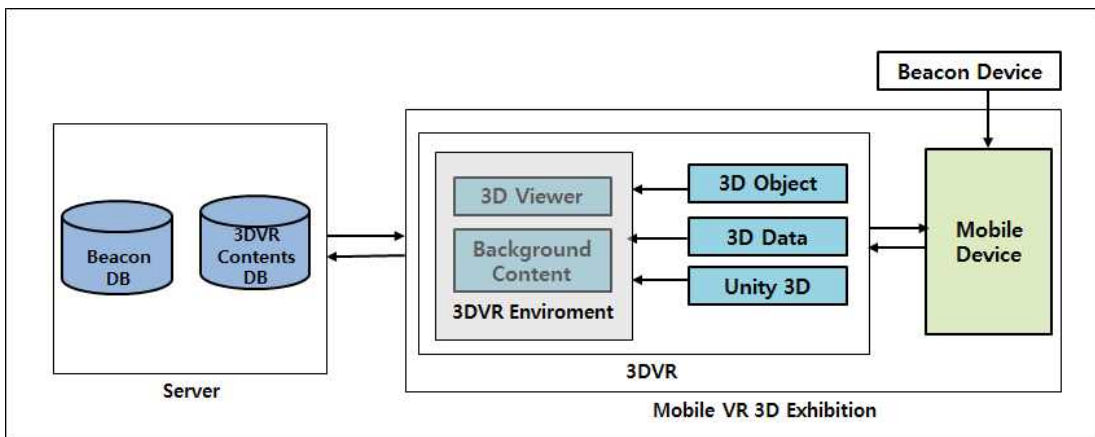 Beacon Device
3D Viewer
Background
Content
3DVR Enviroment
3D Object
3D Data
Unity 3D
Mobile
Device
Beacon
DB
3DVR
Contents
DB
Server
3DVR
Mobile VR 3D Exhibition